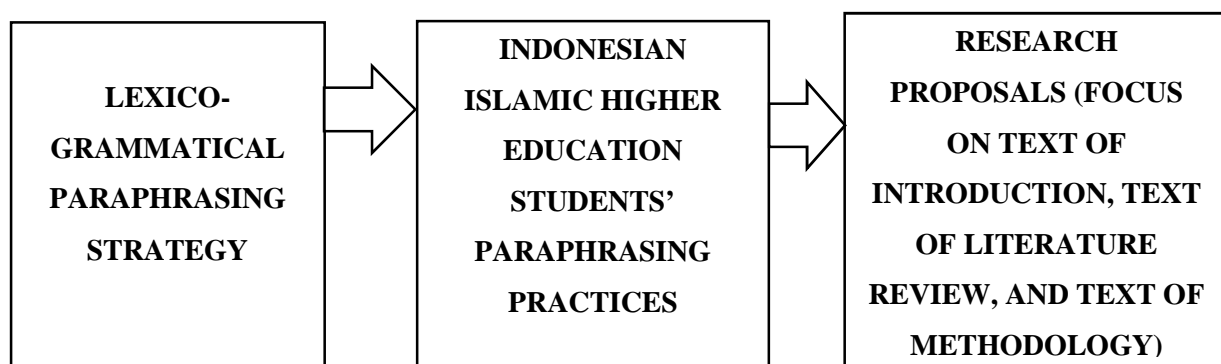 LEXICO-
GRAMMATICAL
PARAPHRASING
STRATEGY
INDONESIAN
ISLAMIC HIGHER
EDUCATION
STUDENTS’
PARAPHRASING
PRACTICES
RESEARCH
PROPOSALS (FOCUS
ON TEXT OF
INTRODUCTION, TEXT
OF LITERATURE
REVIEW, AND TEXT OF
METHODOLOGY)